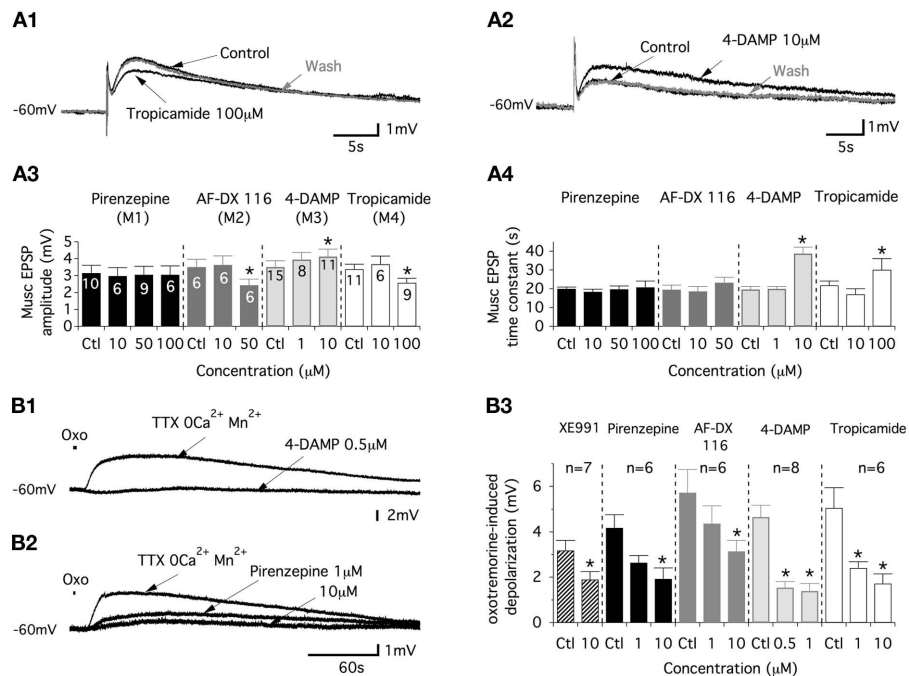 A1
Control
Wash
-60mV
Tropicamide 100µM
1mV
5s
A2
4-DAMP 10µM
Control
Wash
-60mV
1mV
5s
A3
Pirenzepine (M1)
AF-DX 116 (M2)
4-DAMP (M3)
Tropicamide (M4)
Musc EPSP amplitude (mV)
5
4
3
2
1
0
10 6 9 6 6 6 6 15 8 11 11 6 9
* * *
Ctl 10 50 100 Ctl 10 50 Ctl 1 10 Ctl 10 100
Concentration (µM)
A4
Pirenzepine AF-DX 116 4-DAMP Tropicamide
Musc EPSP time constant (s)
40
30
20
10
0
* *
Ctl 10 50 100 Ctl 10 50 Ctl 1 10 Ctl 10 100
Concentration (µM)
B1
TTX 0Ca²⁺ Mn²⁺
Oxo
4-DAMP 0.5µM
-60mV
2mV
B2
TTX 0Ca²⁺ Mn²⁺
Oxo
Pirenzepine 1µM
10µM
-60mV
1mV
60s
B3
XE991 Pirenzepine AF-DX 116 4-DAMP Tropicamide
n=7 n=6 n=6 n=8 n=6
oxotremorine-induced depolarization (mV)
6
4
2
0
* * * * * * *
Ctl 10 Ctl 1 10 Ctl 1 10 Ctl 0.5 1 Ctl 1 10
Concentration (µM)